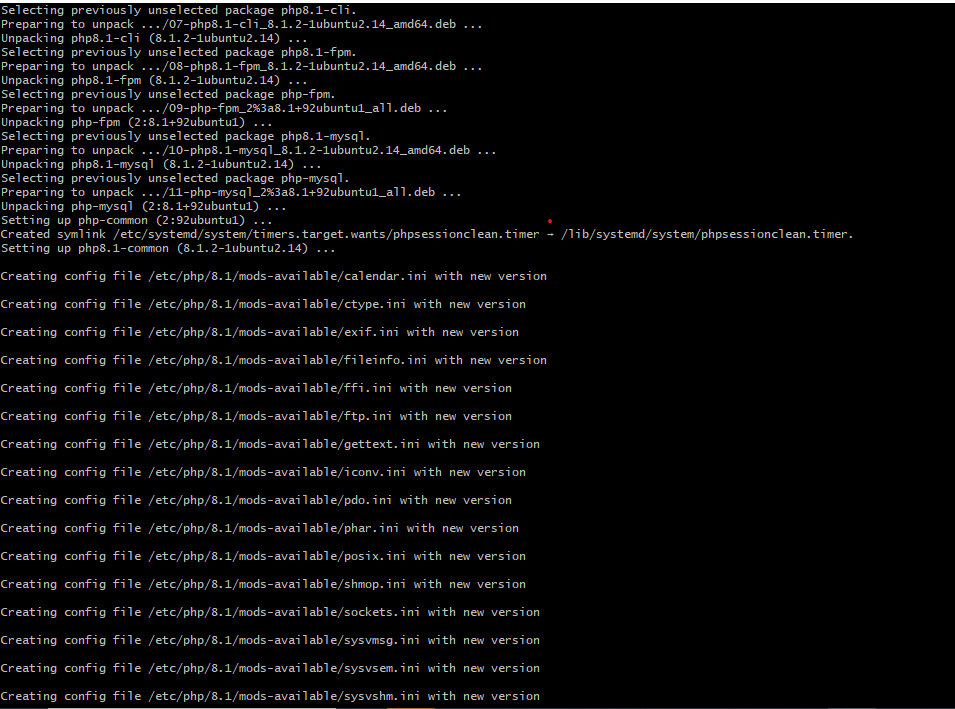 Selecting previously unselected package php8.1-cli.
Preparing to unpack .../07-php8.1-cli_8.1.2-1ubuntu2.14_amd64.deb ...
Unpacking php8.1-cli (8.1.2-1ubuntu2.14) ...
Selecting previously unselected package php8.1-fpm.
Preparing to unpack .../08-php8.1-fpm_8.1.2-1ubuntu2.14_amd64.deb ...
Unpacking php8.1-fpm (8.1.2-1ubuntu2.14) ...
Selecting previously unselected package php-fpm.
Preparing to unpack .../09-php-fpm_2%3a8.1+92ubuntu1_all.deb ...
Unpacking php-fpm (2:8.1+92ubuntu1) ...
Selecting previously unselected package php8.1-mysql.
Preparing to unpack .../10-php8.1-mysql_8.1.2-1ubuntu2.14_amd64.deb ...
Unpacking php8.1-mysql (8.1.2-1ubuntu2.14) ...
Selecting previously unselected package php-mysql.
Preparing to unpack .../11-php-mysql_2%3a8.1+92ubuntu1_all.deb ...
Unpacking php-mysql (2:8.1+92ubuntu1) ...
Setting up php-common (2:92ubuntu1) ...
Created symlink /etc/systemd/system/timers.target.wants/phpsessionclean.timer → /lib/systemd/system/phpsessionclean.timer.
Setting up php8.1-common (8.1.2-1ubuntu2.14) ...
Creating config file /etc/php/8.1/mods-available/calendar.ini with new version
Creating config file /etc/php/8.1/mods-available/ctype.ini with new version
Creating config file /etc/php/8.1/mods-available/exif.ini with new version
Creating config file /etc/php/8.1/mods-available/fileinfo.ini with new version
Creating config file /etc/php/8.1/mods-available/ffi.ini with new version
Creating config file /etc/php/8.1/mods-available/ftp.ini with new version
Creating config file /etc/php/8.1/mods-available/gettext.ini with new version
Creating config file /etc/php/8.1/mods-available/iconv.ini with new version
Creating config file /etc/php/8.1/mods-available/pdo.ini with new version
Creating config file /etc/php/8.1/mods-available/phar.ini with new version
Creating config file /etc/php/8.1/mods-available/posix.ini with new version
Creating config file /etc/php/8.1/mods-available/shmop.ini with new version
Creating config file /etc/php/8.1/mods-available/sockets.ini with new version
Creating config file /etc/php/8.1/mods-available/sysvmsg.ini with new version
Creating config file /etc/php/8.1/mods-available/sysvsem.ini with new version
Creating config file /etc/php/8.1/mods-available/sysvshm.ini with new version